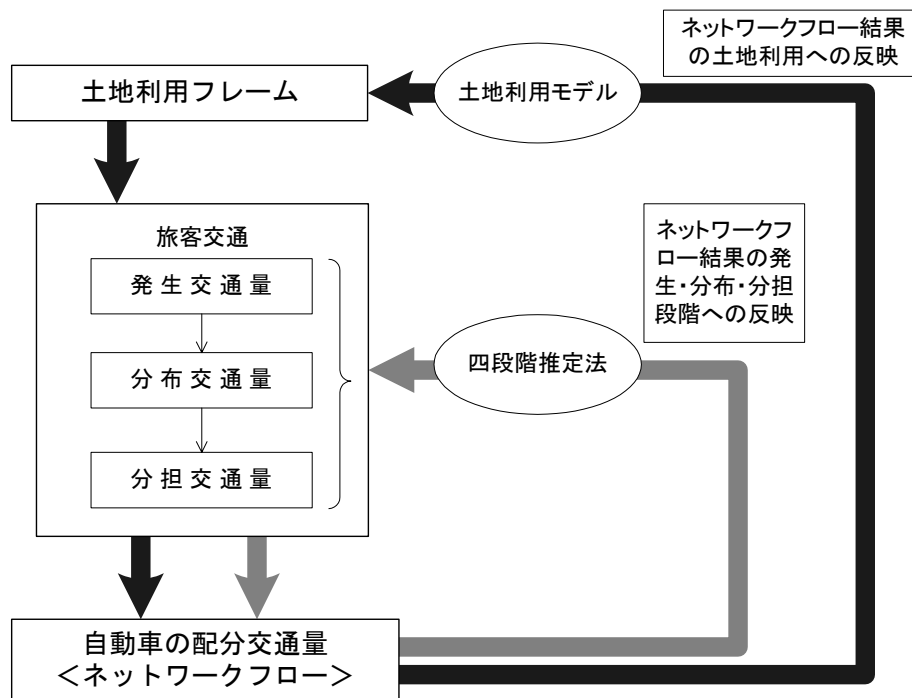 ネットワークフロー結果
の土地利用への反映
土地利用フレーム
土地利用モデル
旅客交通
発生交通量
分布交通量
分担交通量
ネットワークフ
ロー結果の発
生・分布・分担
段階への反映
四段階推定法
自動車の配分交通量
＜ネットワークフロー＞